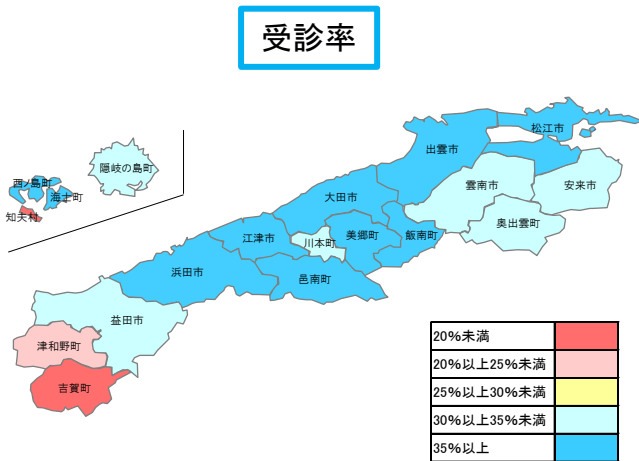 受診率
松江市
出雲市
隠岐の島町
雲南市
安来市
西ノ島町
海士町
大田市
知夫村
奥出雲町
江津市
川本町
美郷町
飯南町
浜田市
邑南町
益田市
津和野町
吉賀町
20%未満
20%以上25%未満
25%以上30%未満
30%以上35%未満
35%以上